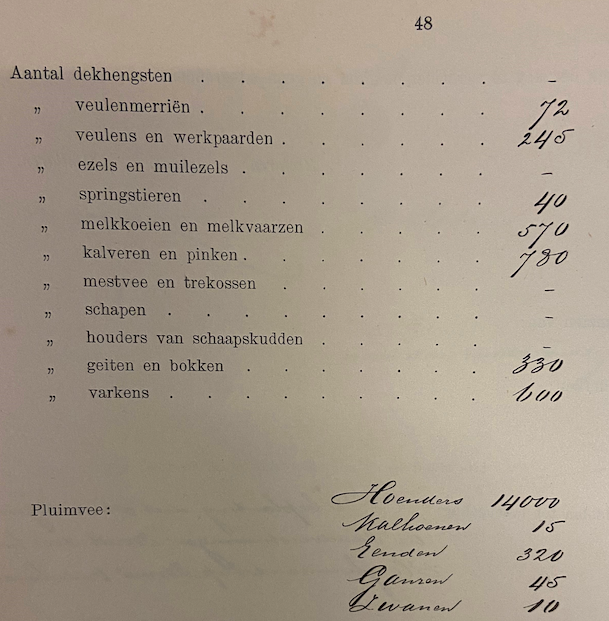 48
Aantal dekhengsten . . . . . . . –
„ veulenmerriën . . . . . . . 72
„ veulens en werkpaarden . . . . . 245
„ ezels en muilezels . . . . . . –
„ springstieren . . . . . . . 40
„ melkkoeien en melkvaarzen . . . . . 570
„ kalveren en pinken . . . . . . 780
„ mestvee en trekossen . . . . . . –
„ schapen . . . . . . . . –
„ houders van schaapskudden . . . . . –
„ geiten en bokken . . . . . . 330
„ varkens . . . . . . . . 600
Pluimvee: Hoenders 14000
Kalhoenen 15
Eenden 320
Ganzen 45
Zwanen 10